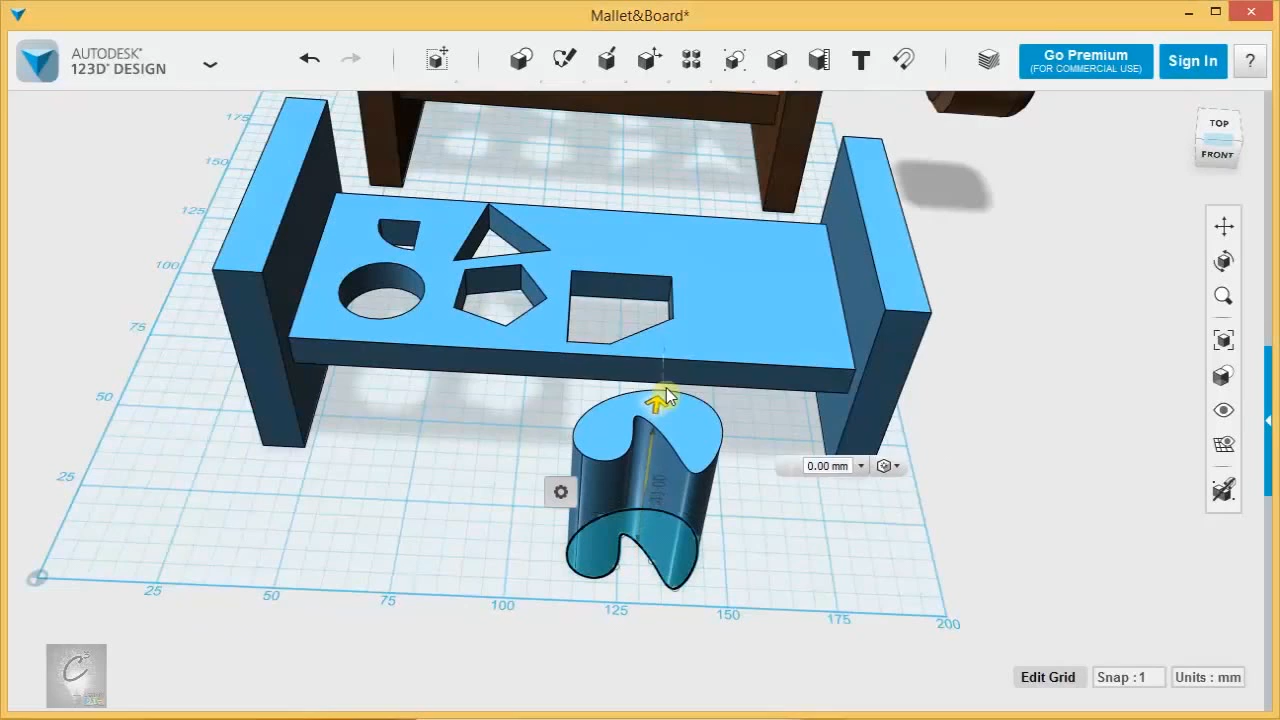 Mallet&Board*
AUTODESK®
123D® DESIGN
Go Premium
(FOR COMMERCIAL USE)
Sign In
?
TOP
FRONT
175
150
125
100
75
50
25
25
50
75
100
125
150
175
200
0.00 mm
Edit Grid
Snap : 1
Units : mm